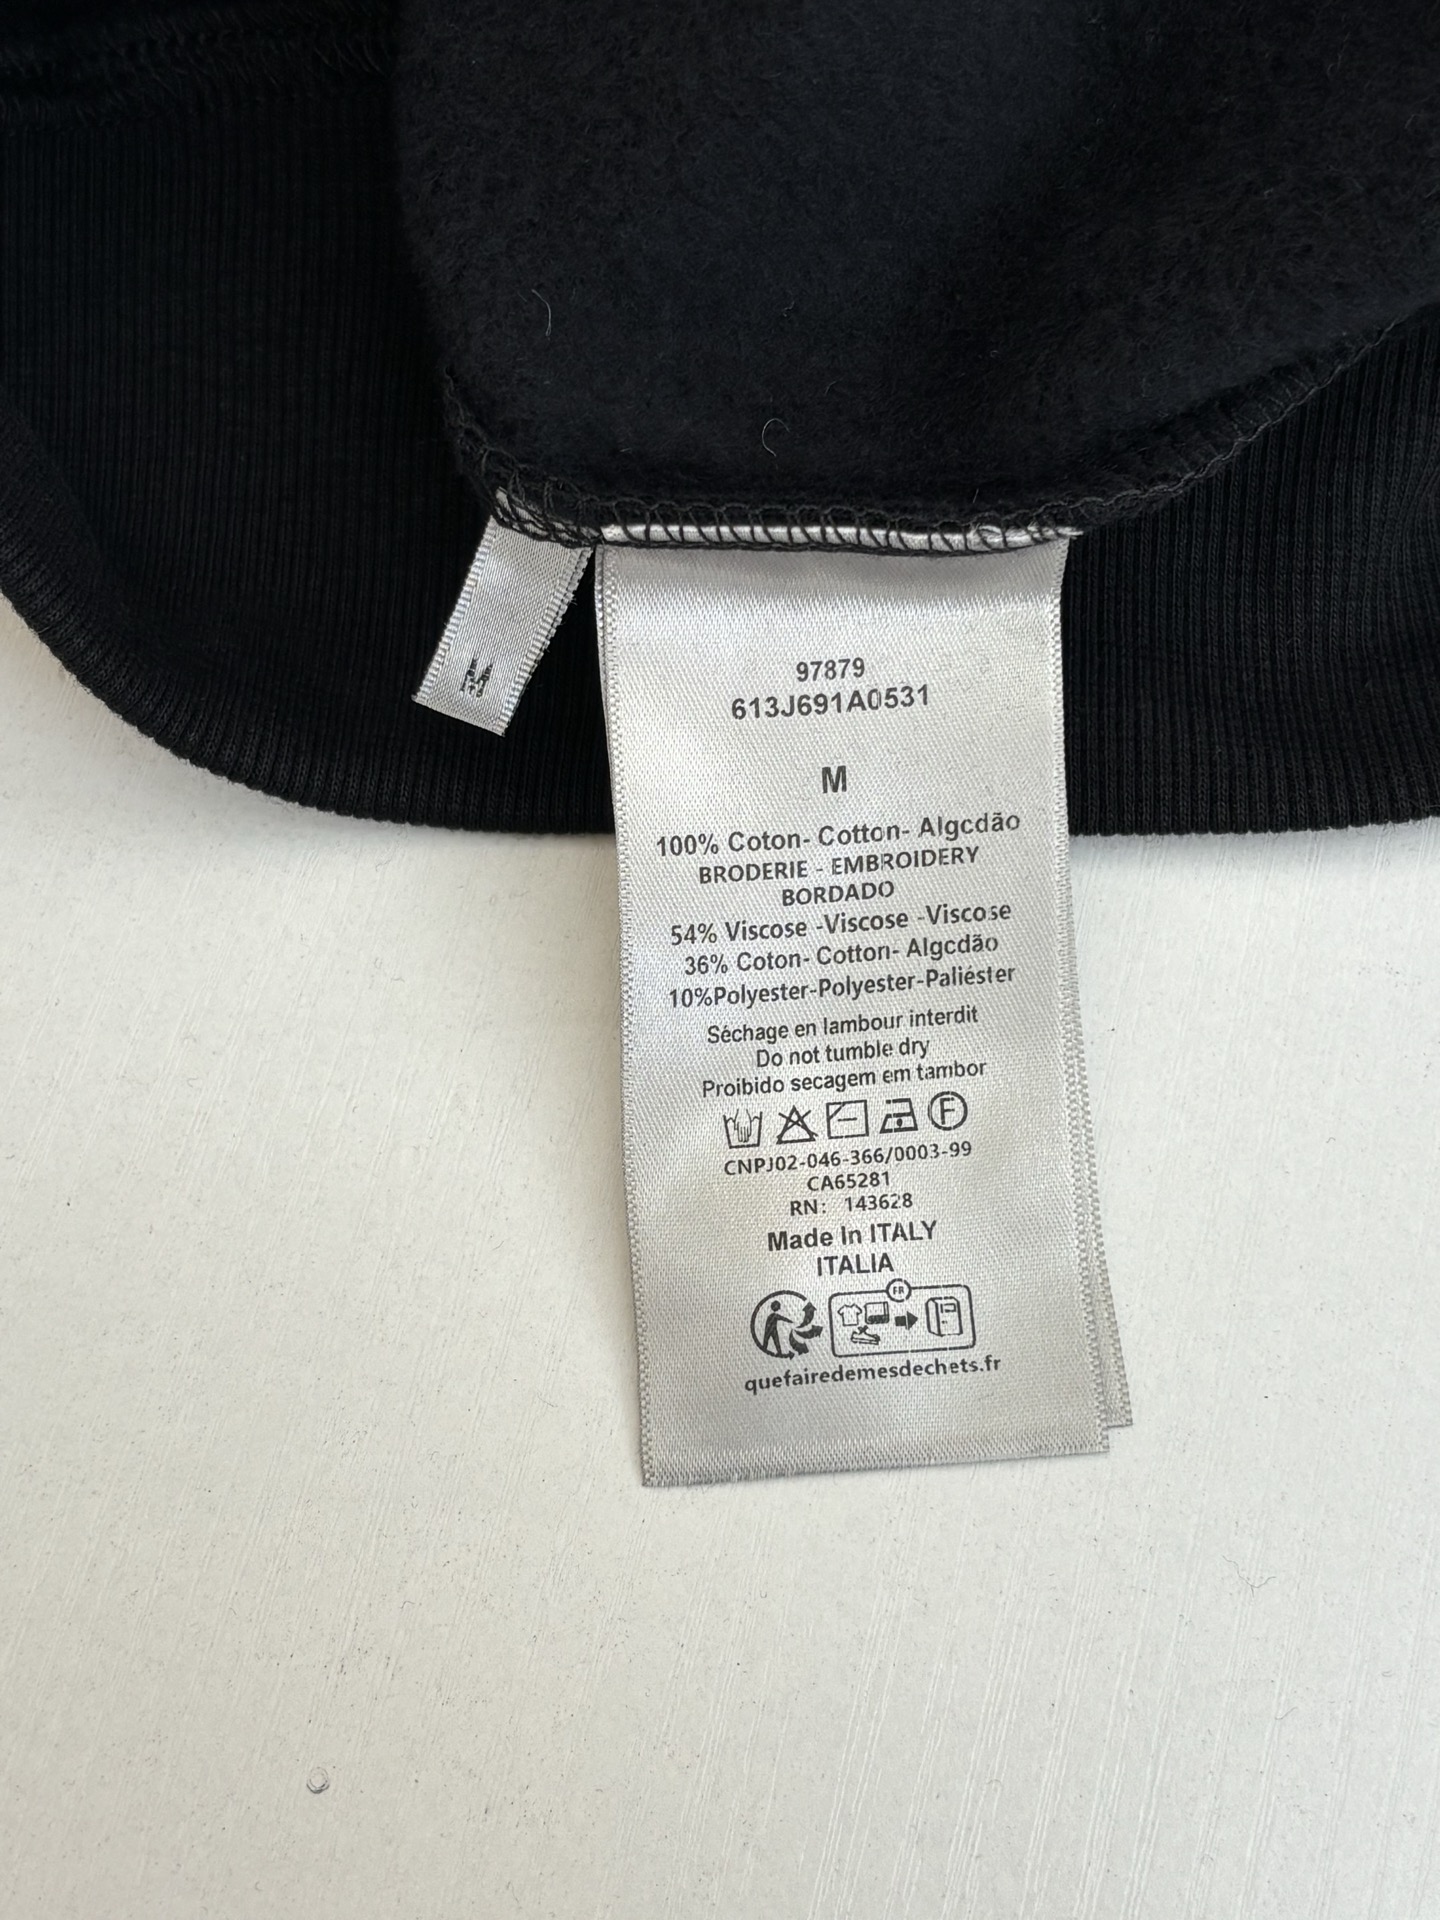 97879
613J691A0531
M
100% Coton- Cotton- Algcdão
BRODERIE - EMBROIDERY
BORDADO
54% Viscose -Viscose -Viscose
36% Coton- Cotton- Algcdão
10%Polyester-Polyester-Paliéster
Séchage en lambour interdit
Do not tumble dry
Proibido secagem em tambor
F
CNPJ02-046-366/0003-99
CA65281
RN: 143628
Made In ITALY
ITALIA
FR
quefairedemesdechets.fr